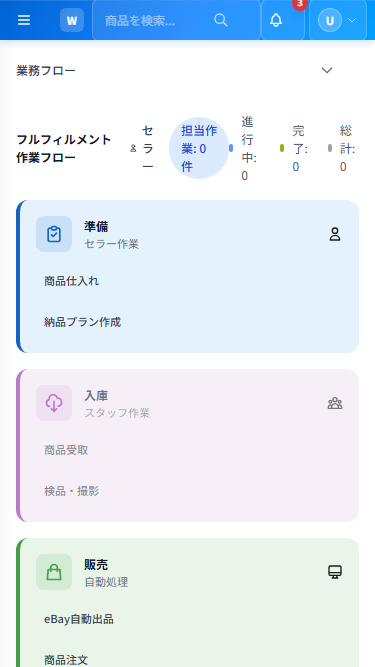 W
商品を検索...
3
U
業務フロー
フルフィルメント
作業フロー
セ
ラ
ー
担当作
業: 0
件
進
行
中:
0
完
了:
0
総
計:
0
準備
セラー作業
商品仕入れ
納品プラン作成
入庫
スタッフ作業
商品受取
検品・撮影
販売
自動処理
eBay自動出品
商品注文